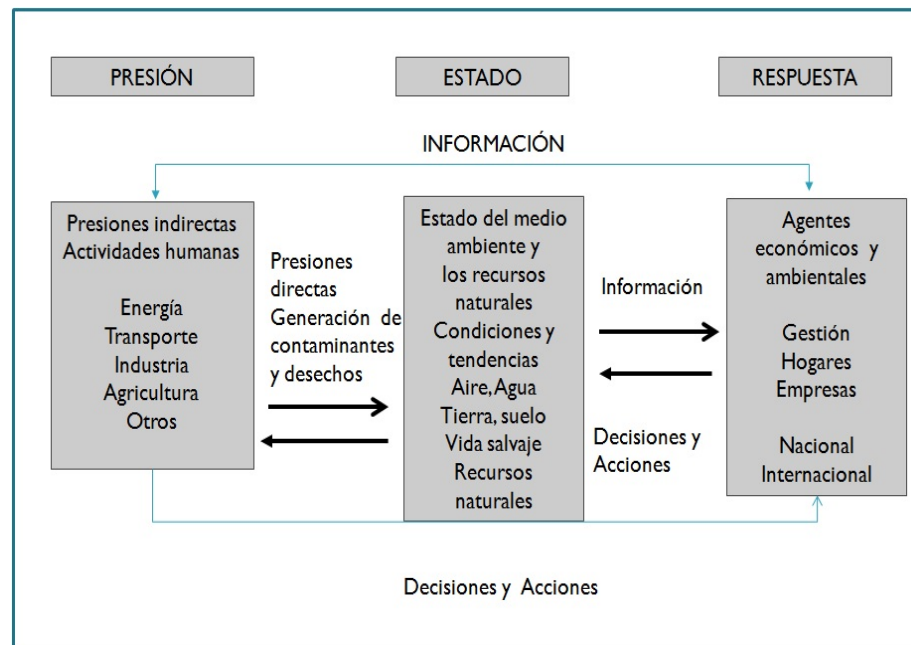 PRESIÓN
ESTADO
RESPUESTA
INFORMACIÓN
Presiones indirectas
Actividades humanas
Energía
Transporte
Industria
Agricultura
Otros
Presiones
directas
Generación de
contaminantes
y desechos
Estado del medio
ambiente y
los recursos
naturales
Condiciones y
tendencias
Aire, Agua
Tierra, suelo
Vida salvaje
Recursos
naturales
Información
Decisiones y
Acciones
Agentes
económicos y
ambientales
Gestión
Hogares
Empresas
Nacional
Internacional
Decisiones y Acciones